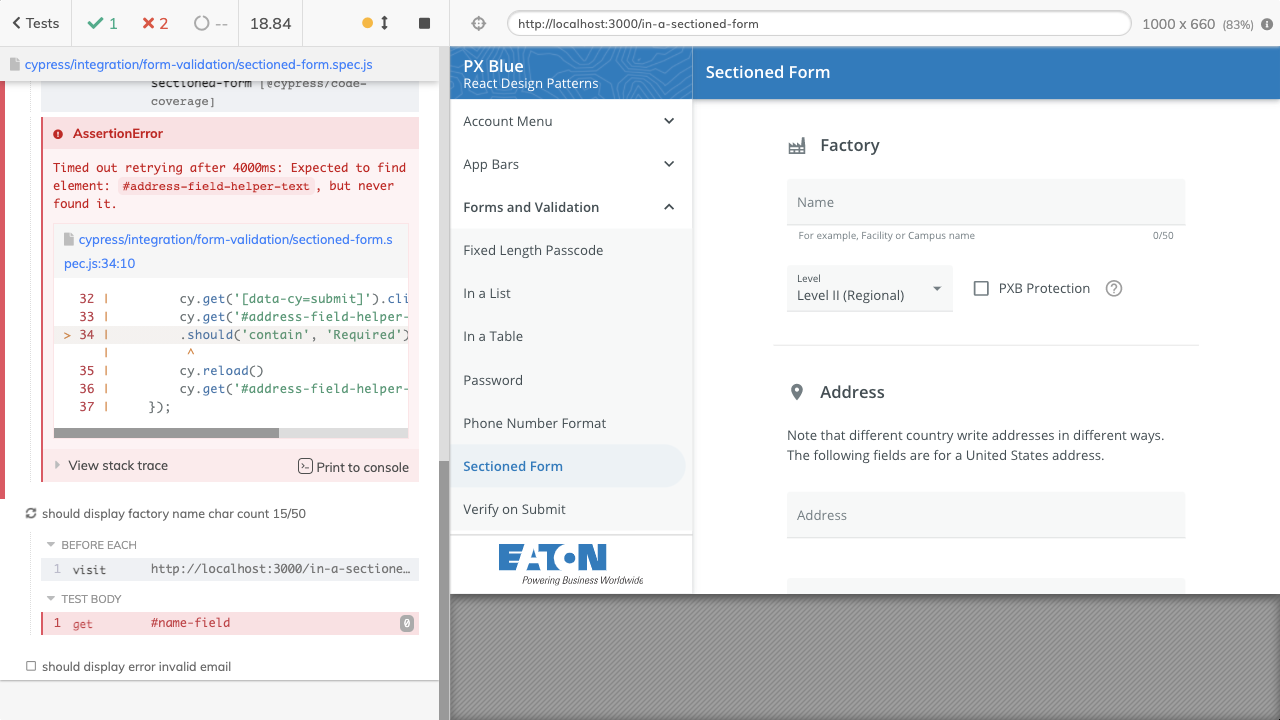 Tests
1
2
--
18.84
http://localhost:3000/in-a-sectioned-form
1000 x 660 (83%)
cypress/integration/form-validation/sectioned-form.spec.js
sectioned-form [@cypress/code-
coverage]
AssertionError
Timed out retrying after 4000ms: Expected to find
element: #address-field-helper-text, but never
found it.
cypress/integration/form-validation/sectioned-form.s
pec.js:34:10
32 | cy.get('[data-cy=submit]').cli
33 | cy.get('#address-field-helper-
> 34 | .should('contain', 'Required')
| ^
35 | cy.reload()
36 | cy.get('#address-field-helper-
37 | });
View stack trace
Print to console
should display factory name char count 15/50
BEFORE EACH
1 visit http://localhost:3000/in-a-sectione…
TEST BODY
1 get #name-field 0
should display error invalid email
PX Blue
React Design Patterns
Account Menu
App Bars
Forms and Validation
Fixed Length Passcode
In a List
In a Table
Password
Phone Number Format
Sectioned Form
Verify on Submit
EATON
Powering Business Worldwide
Sectioned Form
Factory
Name
For example, Facility or Campus name
0/50
Level
Level II (Regional)
PXB Protection
Address
Note that different country write addresses in different ways.
The following fields are for a United States address.
Address